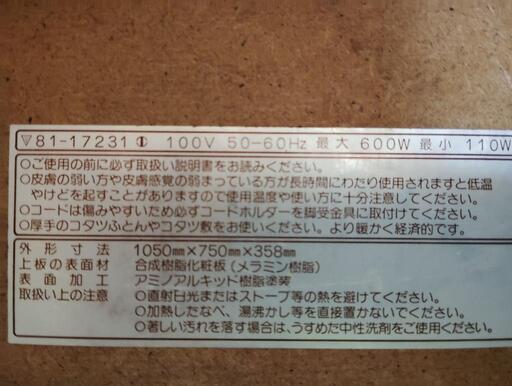 ▽81-17231① 100V 50-60Hz 最大 600W 最小 110W
○ご使用の前に必ず取扱い説明書をお読みください。
○皮膚の弱い方や皮膚感覚の弱まっている方が長時間にわたり使用されますと低温
やけどを起すことがありますので使用温度や使い方に十分注意してください。
○コードは傷みやすいため必ずコードホルダーを脚受金具に取付けてください。
○厚手のコタツふとんやコタツ敷をお使いください。より暖かく経済的です。
外形寸法 1050mm×750mm×358mm
上板の表面材 合成樹脂化粧板(メラミン樹脂)
表面加工 アミノアルキッド樹脂塗装
取扱い上の注意 ○直射日光またはストーブ等の熱を避けてください。
○加熱したなべ、湯沸かし等を直接置かないでください。
○著しい汚れを落す場合は、うすめた中性洗剤をご使用ください。